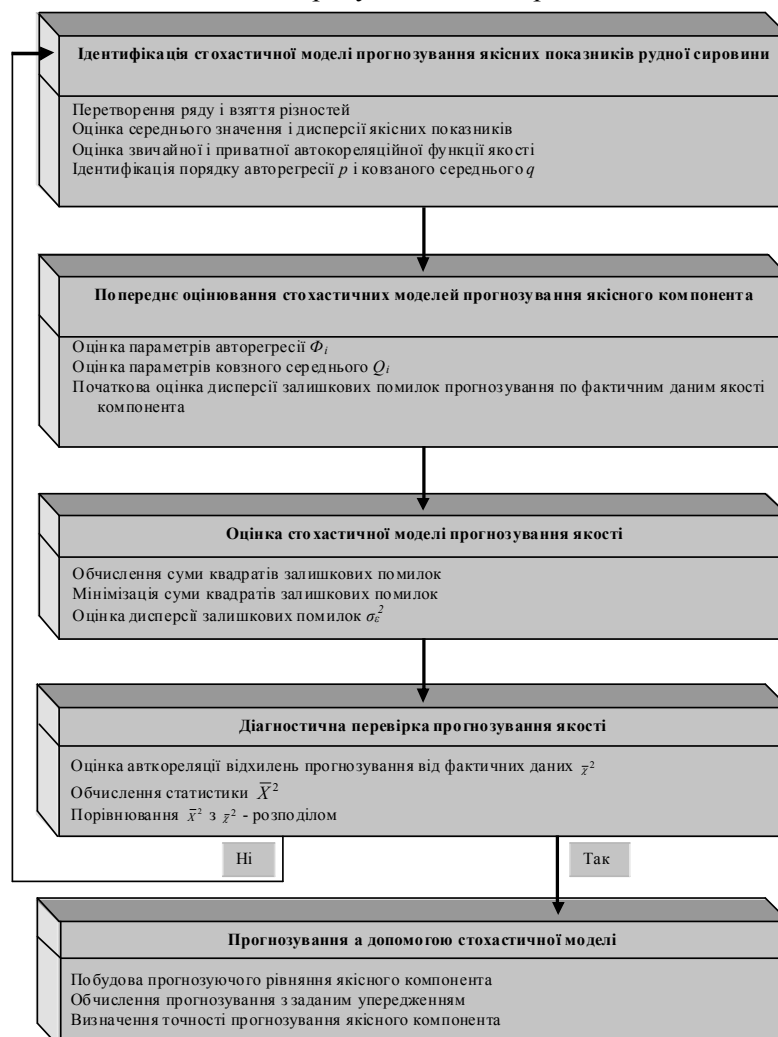 Ідентифікація стохастичної моделі прогнозування якісних показників рудної сировини
Перетворення ряду і взяття різностей
Оцінка середнього значення і дисперсії якісних показників
Оцінка звичайної і приватної автокореляційної функції якості
Ідентифікація порядку авторегресії p і ковзаного середнього q
Попереднє оцінювання стохастичних моделей прогнозування якісного компонента
Оцінка параметрів авторегресії Φi
Оцінка параметрів ковзного середнього Qi
Початкова оцінка дисперсії залишкових помилок прогнозування по фактичним даним якості
компонента
Оцінка стохастичної моделі прогнозування якості
Обчислення суми квадратів залишкових помилок
Мінімізація суми квадратів залишкових помилок
Оцінка дисперсії залишкових помилок σε²
Діагностична перевірка прогнозування якості
Оцінка авткореляції відхилень прогнозування від фактичних даних χ̄²
Обчислення статистики X̄²
Порівнювання X̄² з χ̄² - розподілом
Ні
Так
Прогнозування а допомогою стохастичної моделі
Побудова прогнозуючого рівняння якісного компонента
Обчислення прогнозування з заданим упередженням
Визначення точності прогнозування якісного компонента